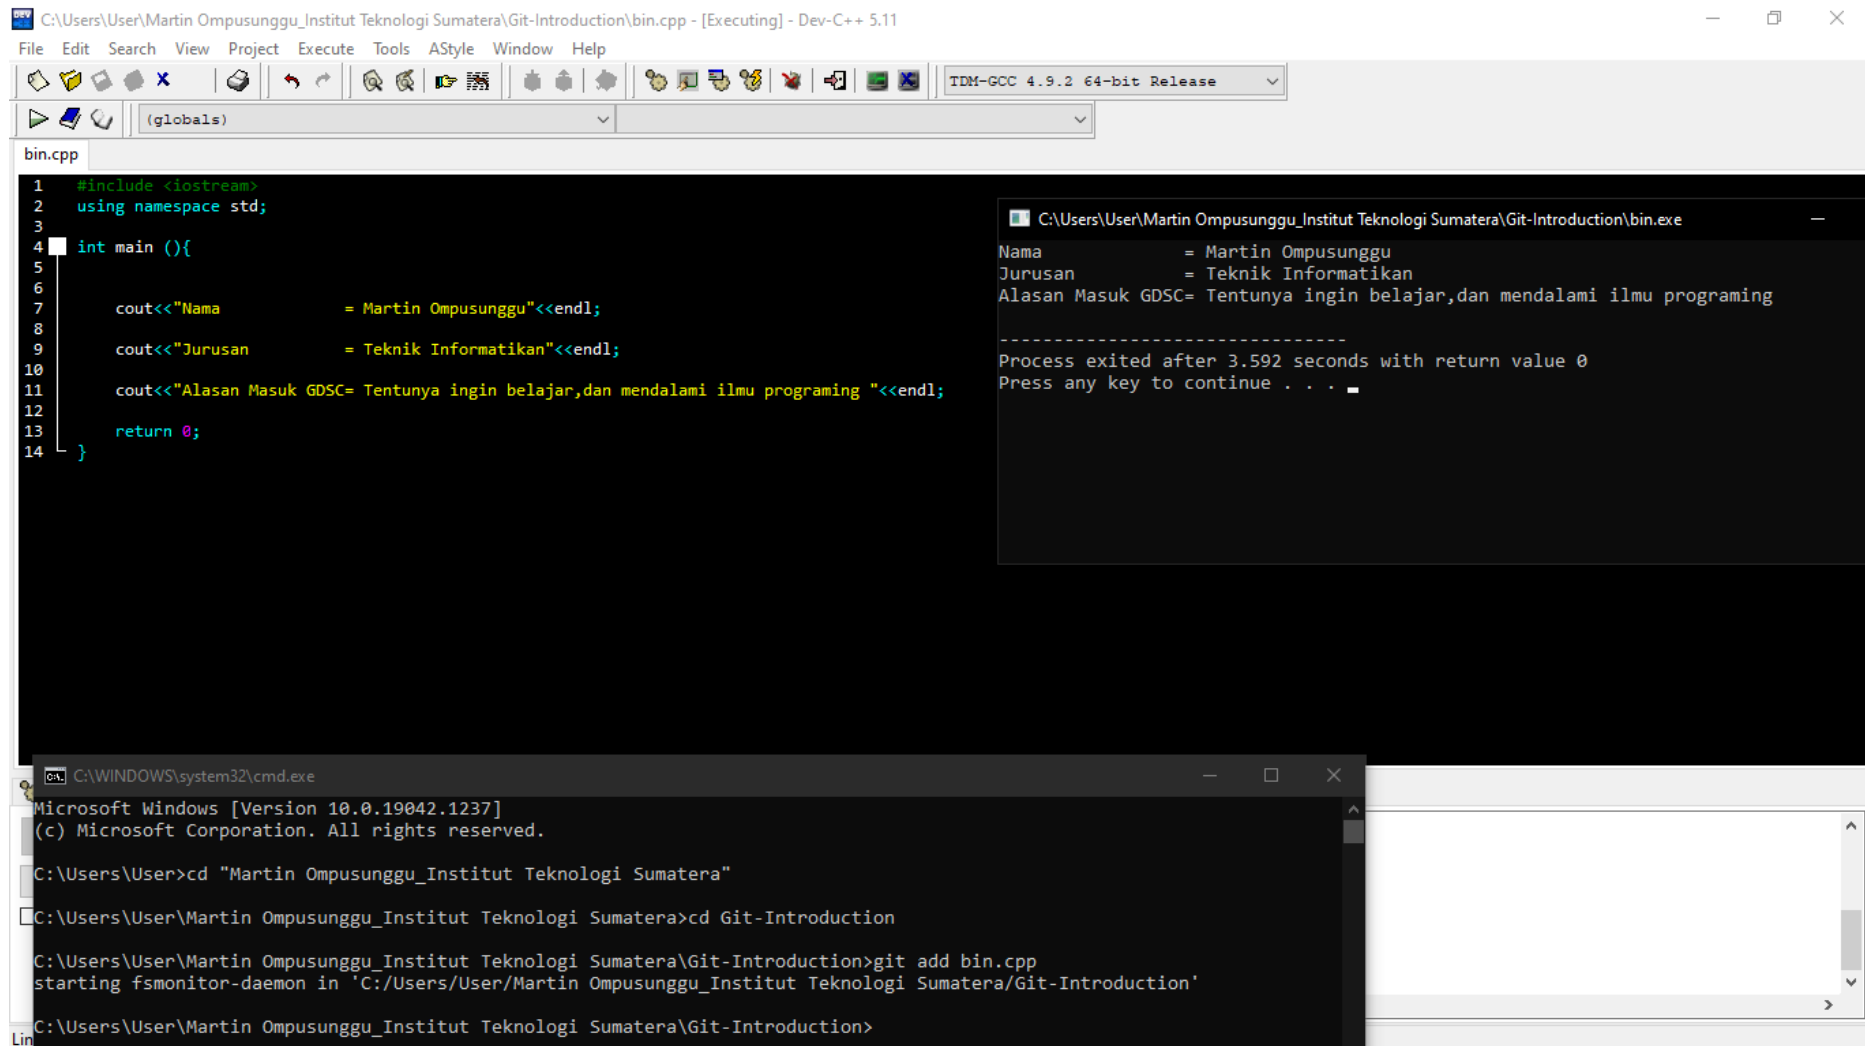 C:\Users\User\Martin Ompusunggu_Institut Teknologi Sumatera\Git-Introduction\bin.cpp - [Executing] - Dev-C++ 5.11
File Edit Search View Project Execute Tools AStyle Window Help
TDM-GCC 4.9.2 64-bit Release
(globals)
bin.cpp
1 #include <iostream>
2 using namespace std;
3
4 int main (){
5
6
7 cout<<"Nama             = Martin Ompusunggu"<<endl;
8
9 cout<<"Jurusan          = Teknik Informatikan"<<endl;
10
11 cout<<"Alasan Masuk GDSC= Tentunya ingin belajar,dan mendalami ilmu programing "<<endl;
12
13 return 0;
14 }
C:\Users\User\Martin Ompusunggu_Institut Teknologi Sumatera\Git-Introduction\bin.exe
Nama             = Martin Ompusunggu
Jurusan          = Teknik Informatikan
Alasan Masuk GDSC= Tentunya ingin belajar,dan mendalami ilmu programing
--------------------------------
Process exited after 3.592 seconds with return value 0
Press any key to continue . . .
C:\WINDOWS\system32\cmd.exe
Microsoft Windows [Version 10.0.19042.1237]
(c) Microsoft Corporation. All rights reserved.
C:\Users\User>cd "Martin Ompusunggu_Institut Teknologi Sumatera"
C:\Users\User\Martin Ompusunggu_Institut Teknologi Sumatera>cd Git-Introduction
C:\Users\User\Martin Ompusunggu_Institut Teknologi Sumatera\Git-Introduction>git add bin.cpp
starting fsmonitor-daemon in 'C:/Users/User/Martin Ompusunggu_Institut Teknologi Sumatera/Git-Introduction'
C:\Users\User\Martin Ompusunggu_Institut Teknologi Sumatera\Git-Introduction>